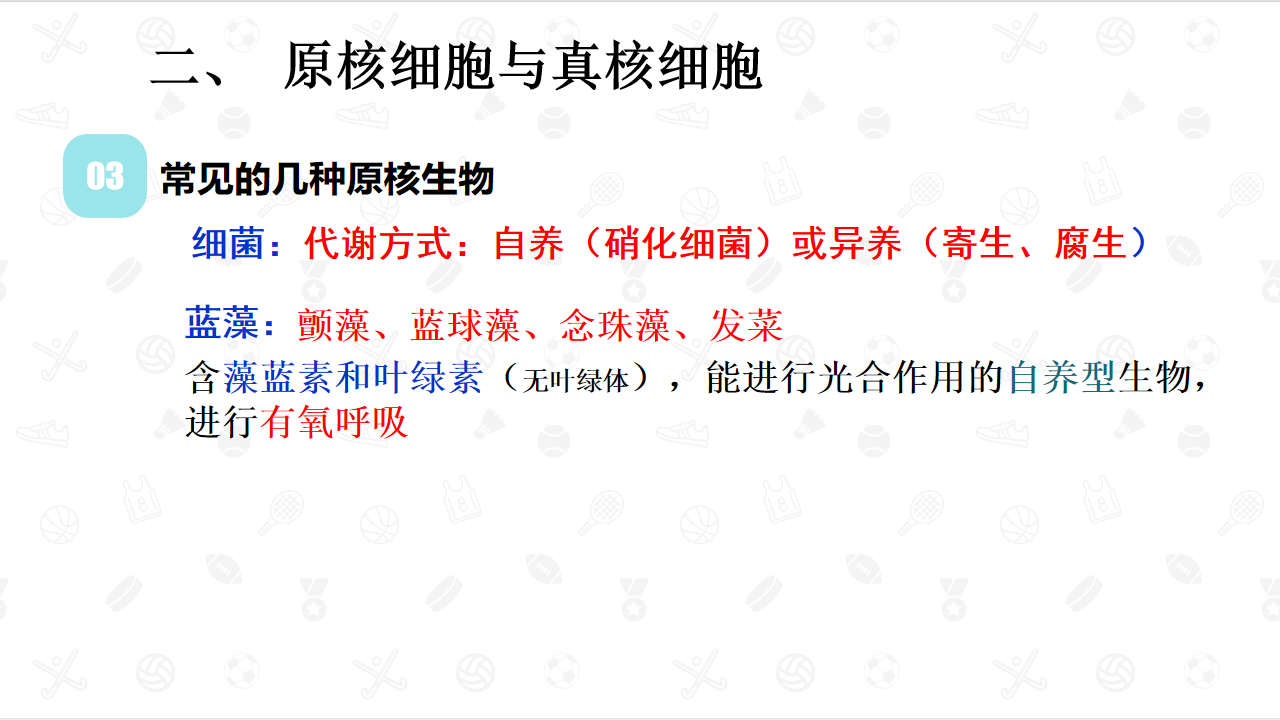 二、 原核细胞与真核细胞
03
常见的几种原核生物
细菌：代谢方式：自养（硝化细菌）或异养（寄生、腐生）
蓝藻：颤藻、蓝球藻、念珠藻、发菜
含藻蓝素和叶绿素（无叶绿体），能进行光合作用的自养型生物，
进行有氧呼吸